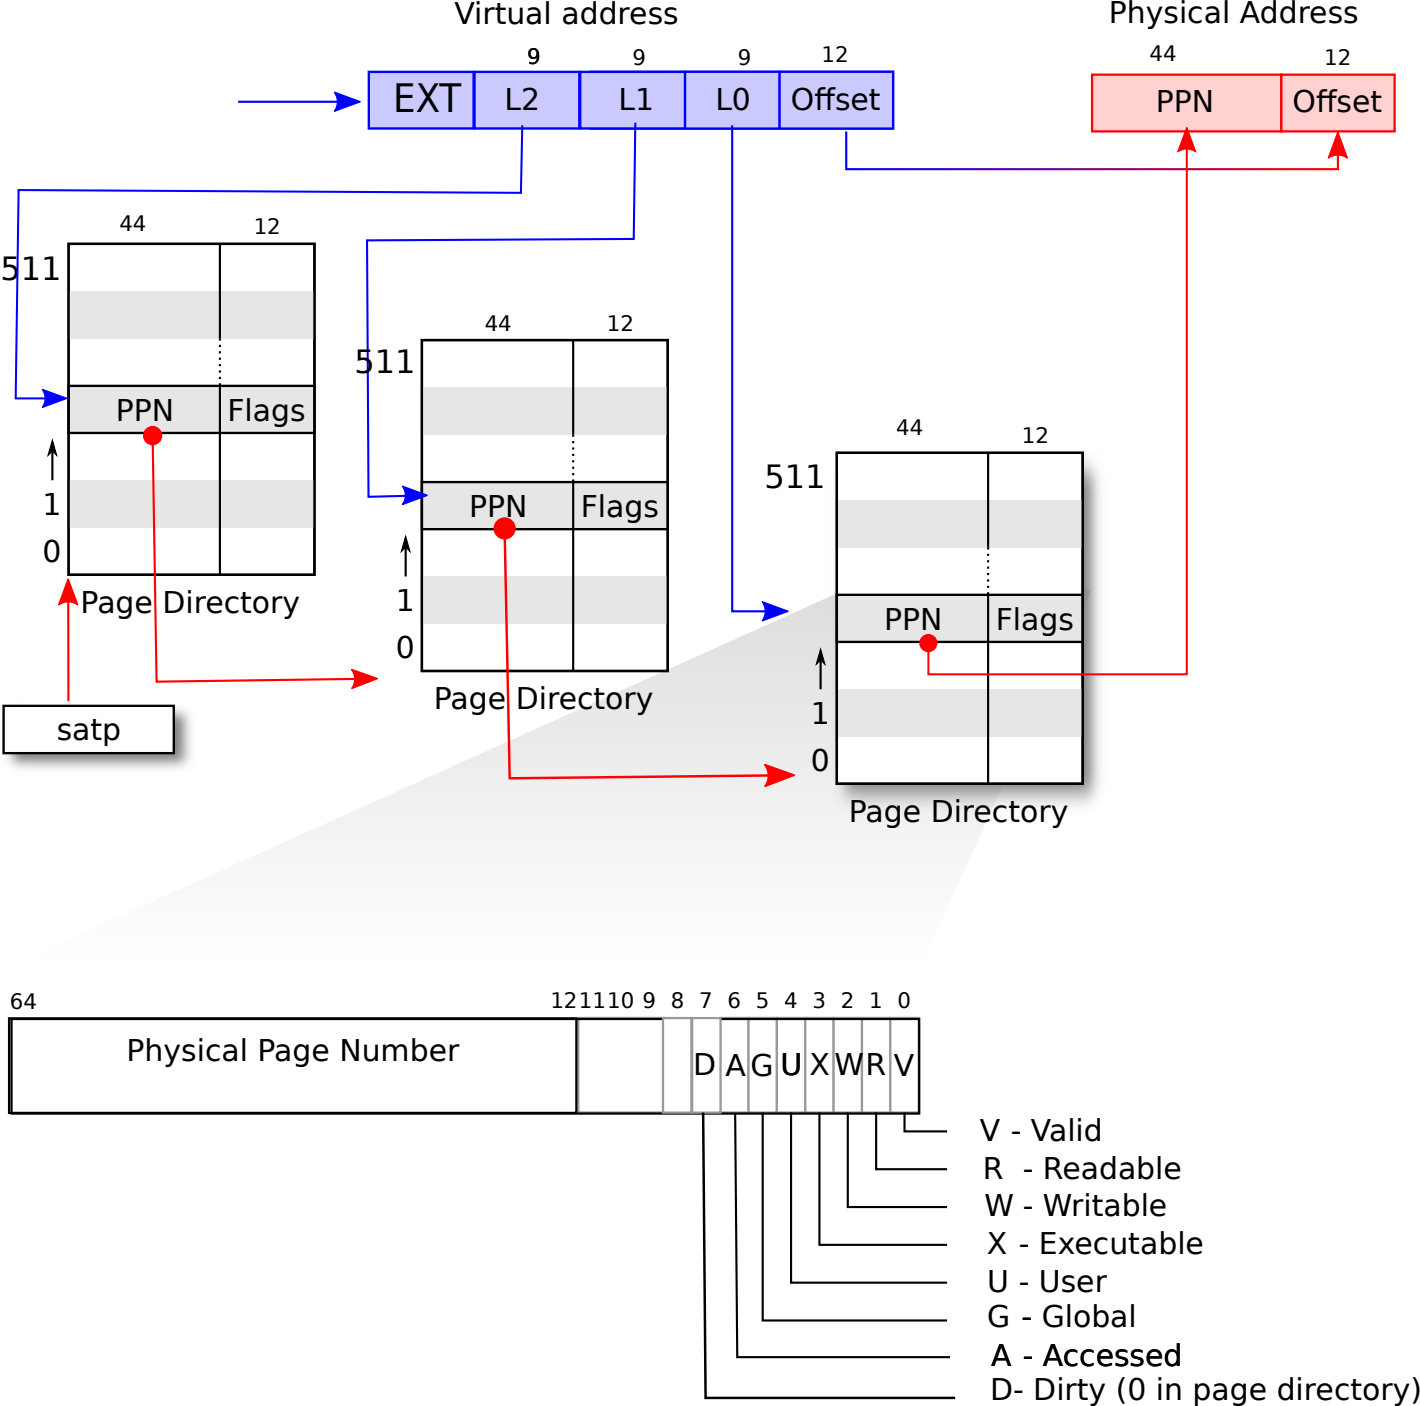 Virtual address
Physical Address
9
9
9
12
44
12
EXT
L2
L1
L0
Offset
PPN
Offset
44
12
511
PPN
Flags
1
0
Page Directory
satp
44
12
511
PPN
Flags
1
0
Page Directory
44
12
511
PPN
Flags
1
0
Page Directory
64
12 11 10 9 8 7 6 5 4 3 2 1 0
Physical Page Number
D A G U X W R V
V - Valid
R - Readable
W - Writable
X - Executable
U - User
G - Global
A - Accessed
D- Dirty (0 in page directory)